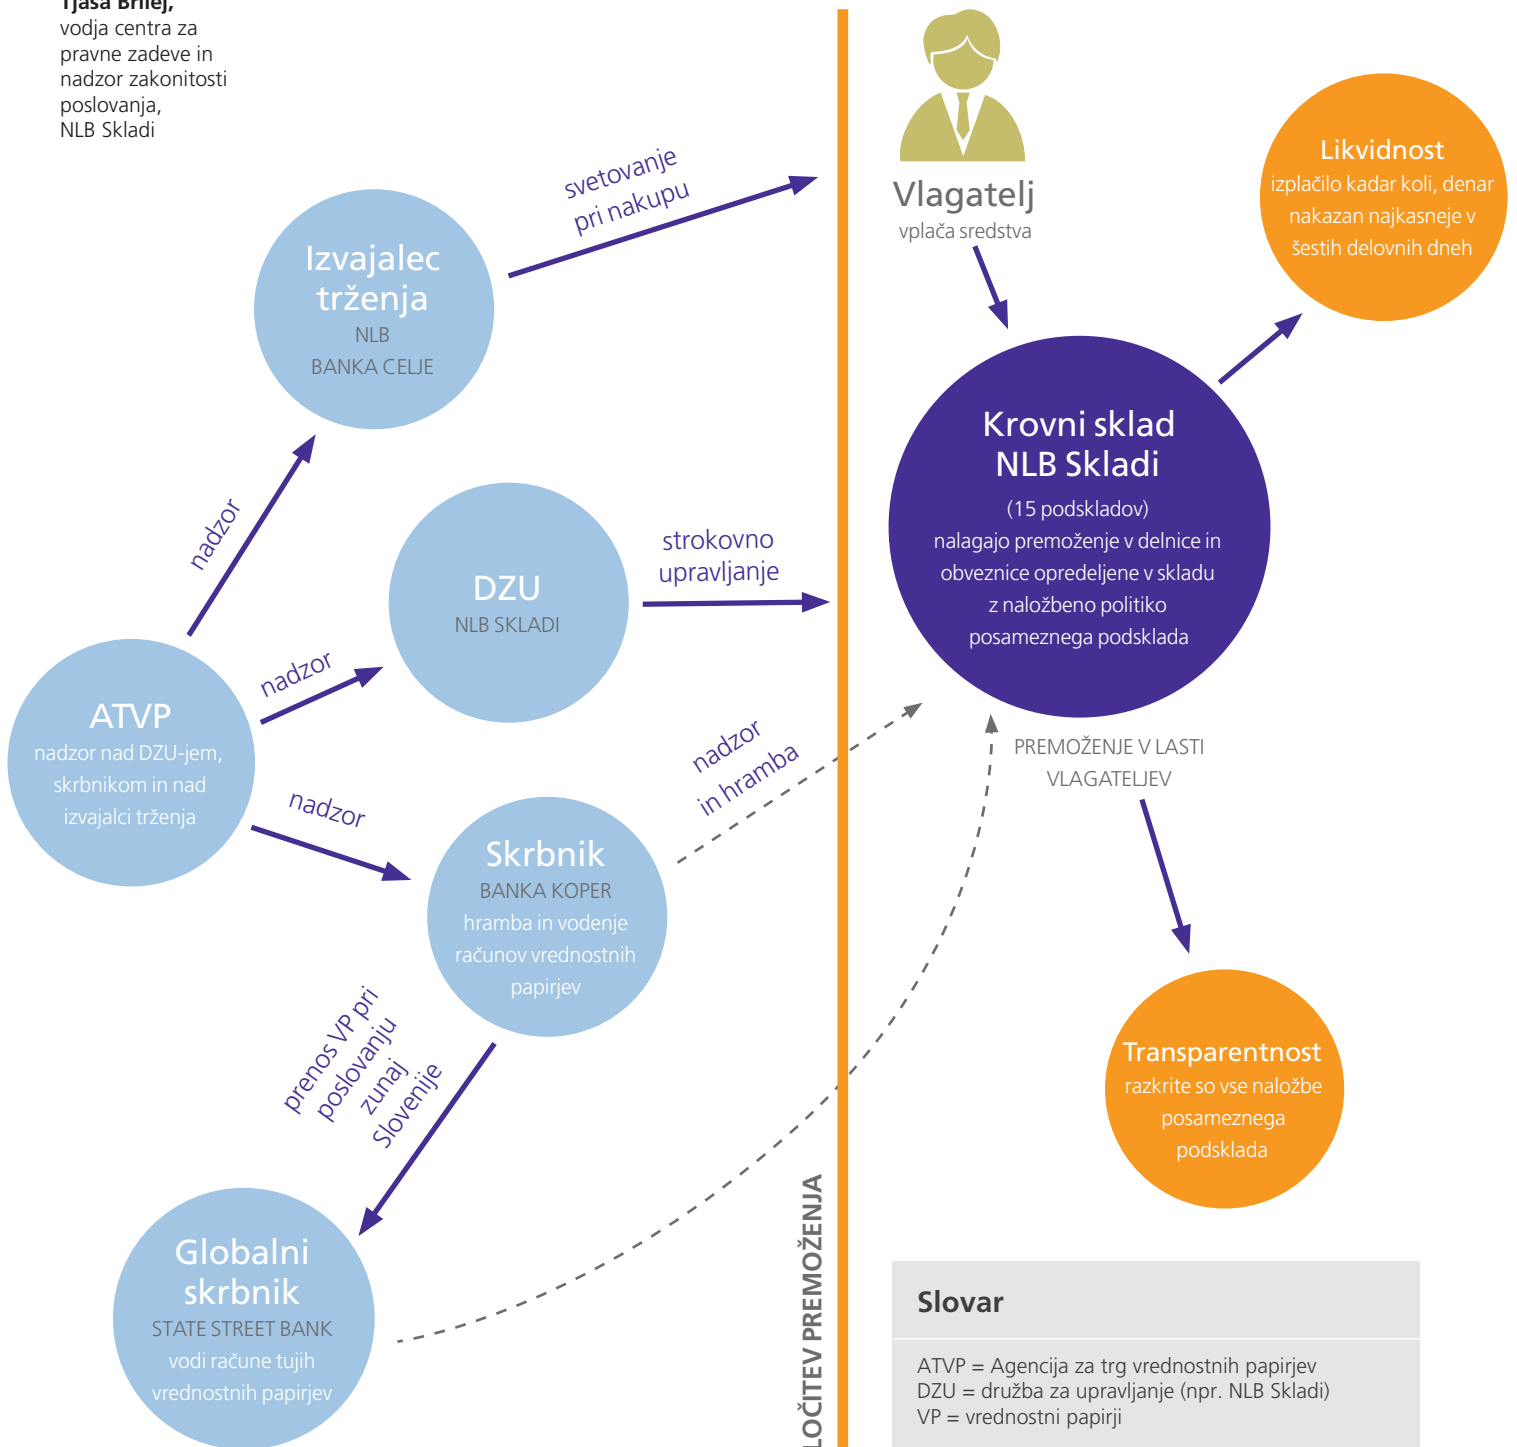 Tjaša Brilej,
vodja centra za
pravne zadeve in
nadzor zakonitosti
poslovanja,
NLB Skladi
svetovanje
pri nakupu
Vlagatelj
vplača sredstva
Likvidnost
izplačilo kadar koli, denar
nakazan najkasneje v
šestih delovnih dneh
Izvajalec
trženja
NLB
BANKA CELJE
nadzor
Krovni sklad
NLB Skladi
(15 podskladov)
nalagajo premoženje v delnice in
obveznice opredeljene v skladu
z naložbeno politiko
posameznega podsklada
DZU
NLB SKLADI
strokovno
upravljanje
nadzor
ATVP
nadzor nad DZU-jem,
skrbnikom in nad
izvajalci trženja
nadzor
nadzor
in hramba
PREMOŽENJE V LASTI
VLAGATELJEV
Skrbnik
BANKA KOPER
hramba in vodenje
računov vrednostnih
papirjev
prenos VP pri
poslovanju
zunaj
Slovenije
Transparentnost
razkrite so vse naložbe
posameznega
podsklada
Globalni
skrbnik
STATE STREET BANK
vodi račune tujih
vrednostnih papirjev
PREMOŽENJA
Slovar
ATVP = Agencija za trg vrednostnih papirjev
DZU = družba za upravljanje (npr. NLB Skladi)
VP = vrednostni papirji